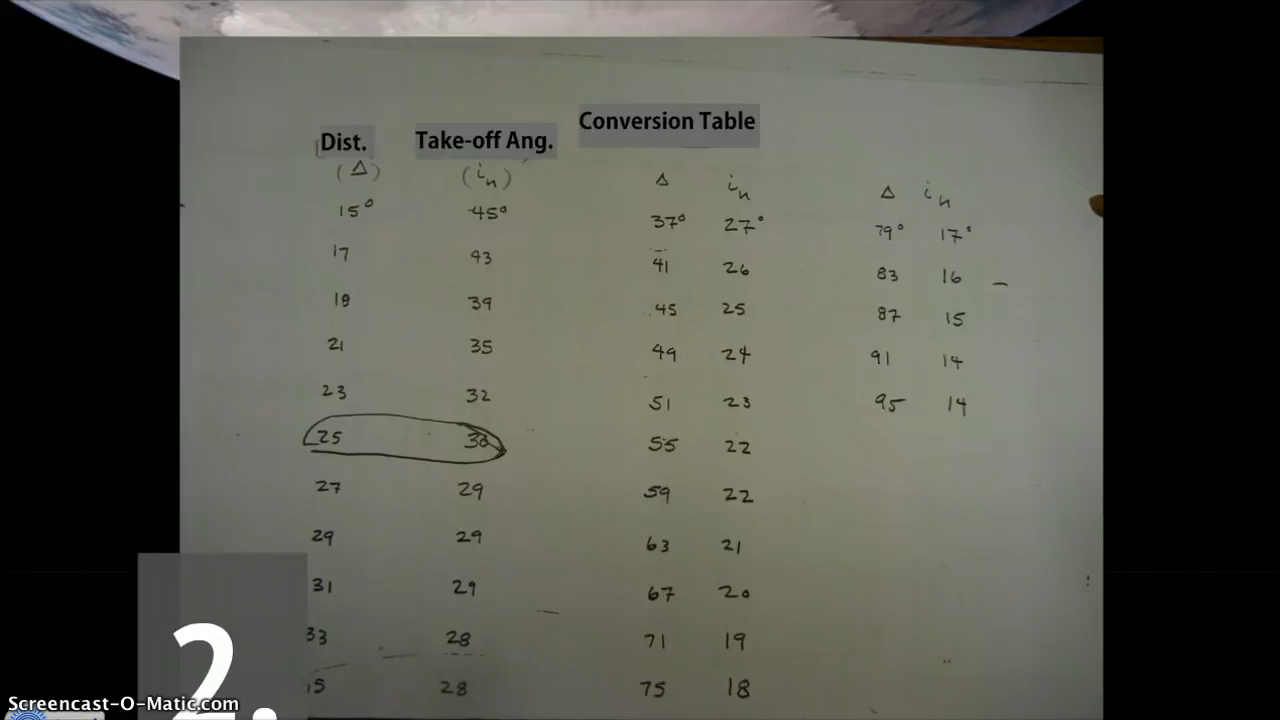 Conversion Table
Dist. Take-off Ang.
(Δ) (in) Δ in Δ in
15° 45° 37° 27° 79° 17°
17 43 41 26 83 16
18 39 45 25 87 15
21 35 49 24 91 14
23 32 51 23 95 14
25 30 55 22
27 29 59 22
29 29 63 21
31 29 67 20
33 28 71 19
5 28 75 18
2.
Screencast-O-Matic.com